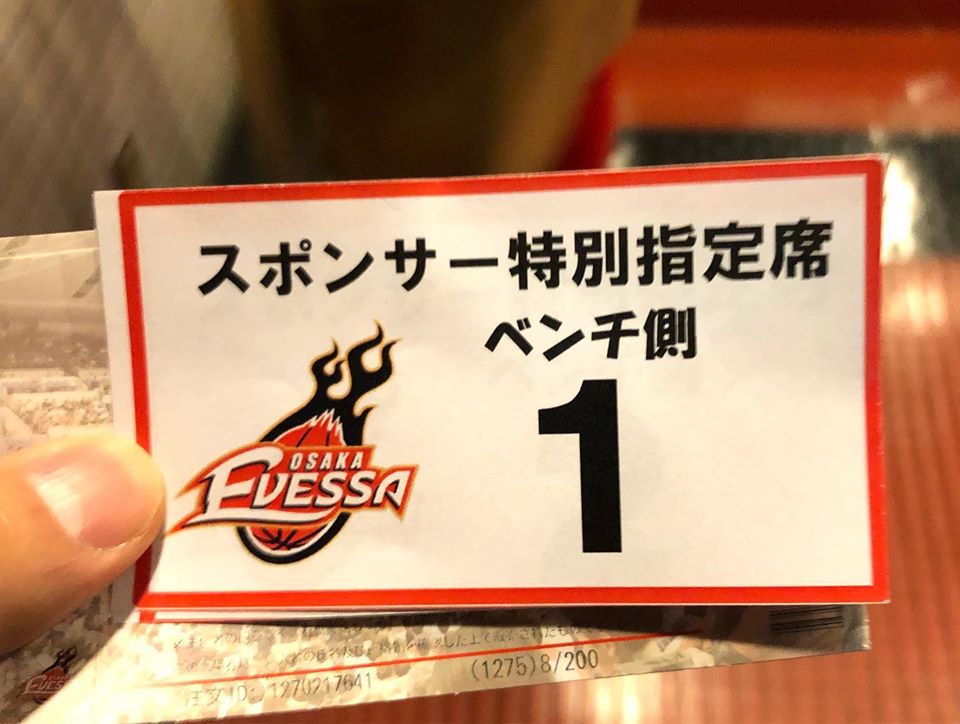 スポンサー特別指定席
ベンチ側
1
OSAKA
EVESSA
(1275)8/200
注文ID: 1270217641